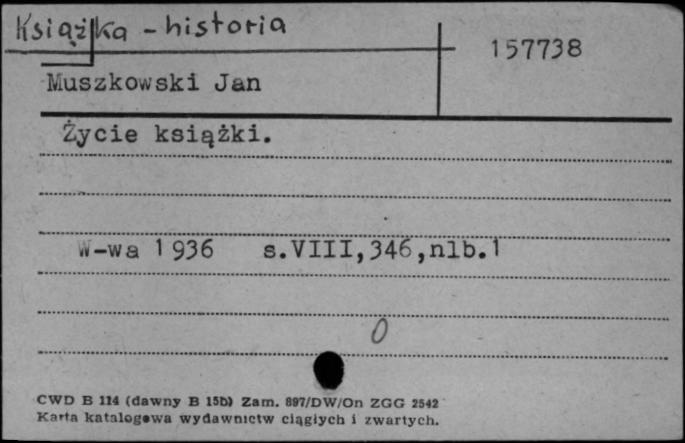 Książka - historia
157738
Muszkowski Jan
Życie książki.
W-wa 1936 s.VIII,346,nlb.1
0
CWD B 114 (dawny B 15b) Zam. 897/DW/On ZGG 2542
Karta katalogowa wydawnictw ciągłych i zwartych.